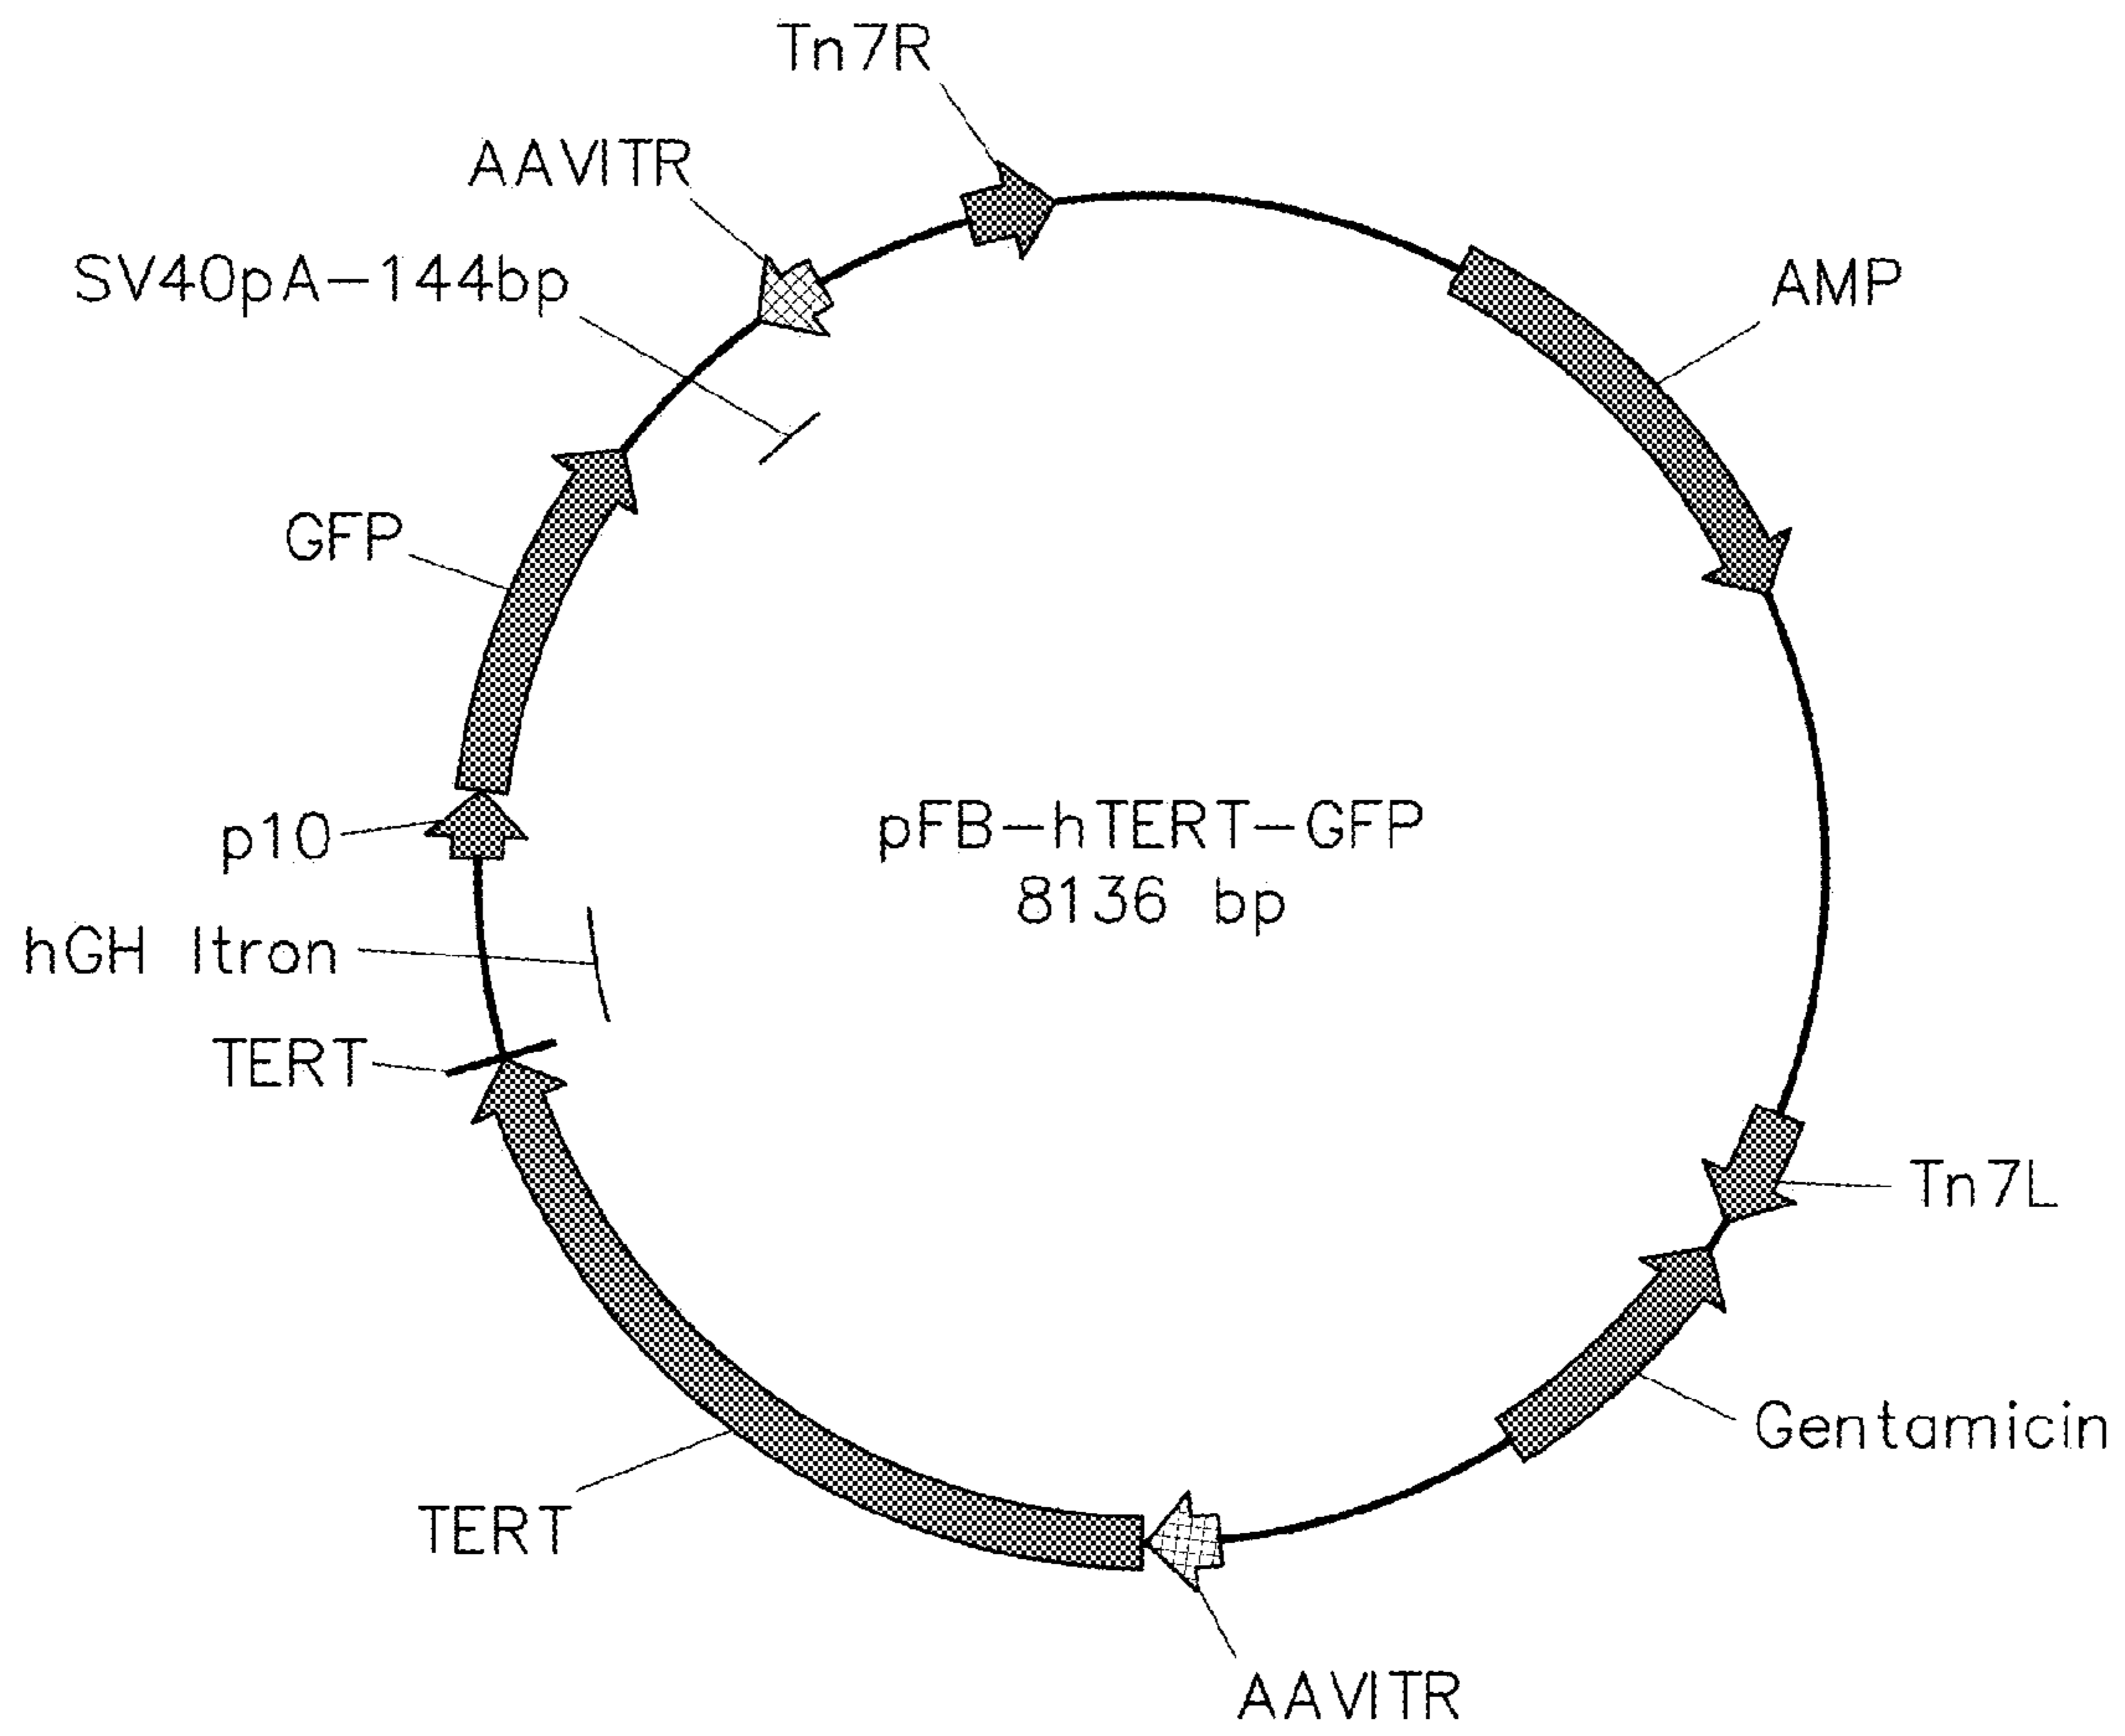 Tn7R
AAVITR
SV40pA-144bp
AMP
GFP
pFB-hTERT-GFP
8136 bp
p10
hGH Itron
TERT
Tn7L
Gentamicin
TERT
AAVITR